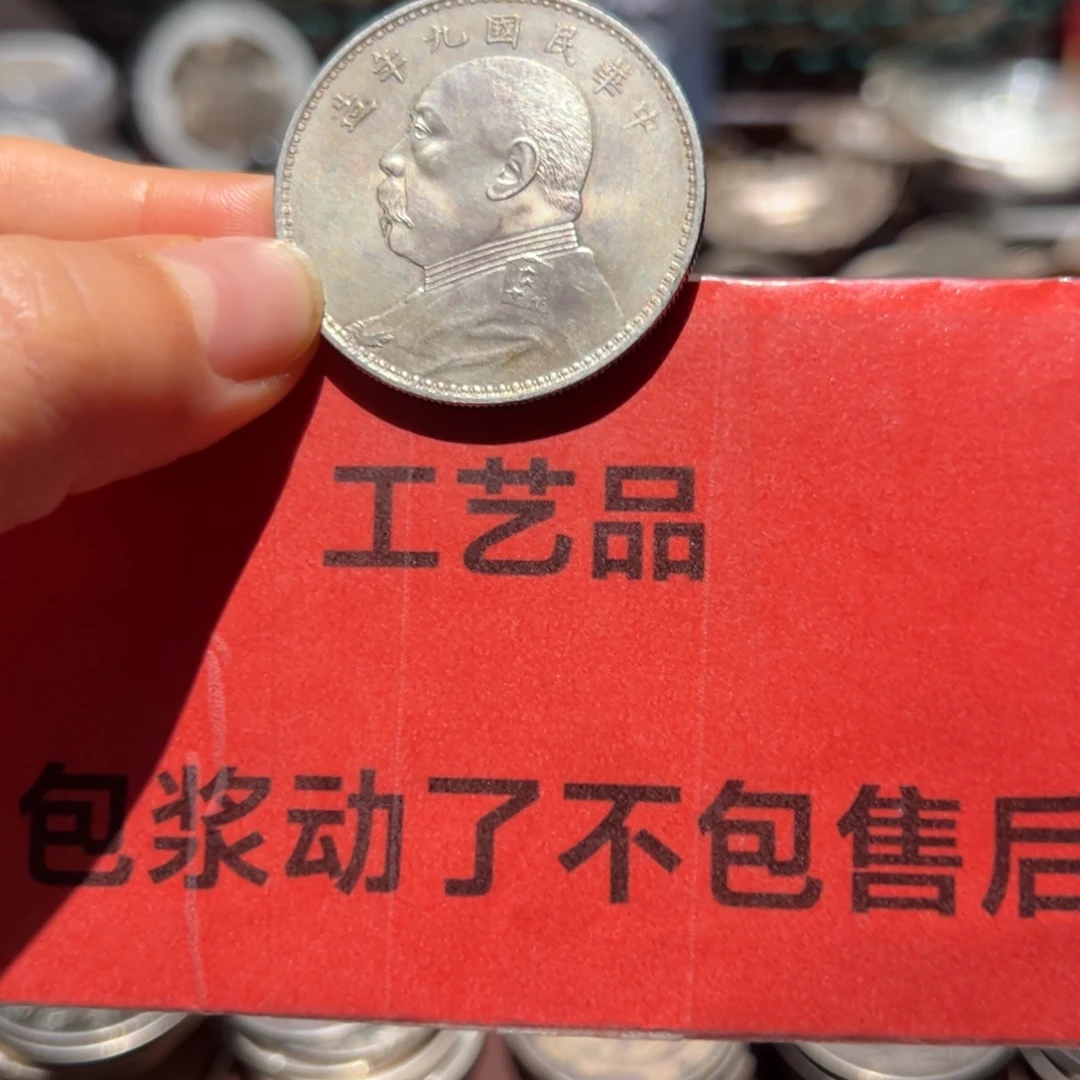 中華民國九年造
工艺品
包浆动了不包售后